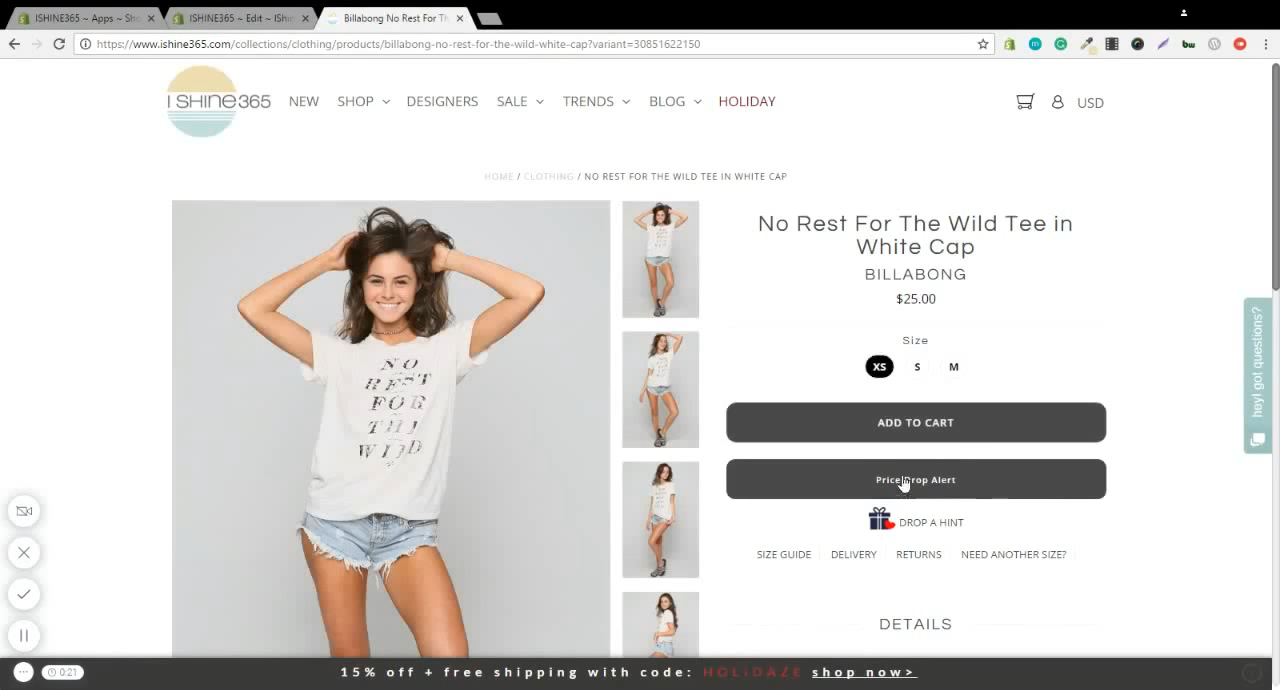 ISHINE365 ~ Apps ~ Sho
ISHINE365 ~ Edit ~ IShin
Billabong No Rest For Th
https://www.ishine365.com/collections/clothing/products/billabong-no-rest-for-the-wild-white-cap?variant=30851622150
I SHINE365
NEW
SHOP
DESIGNERS
SALE
TRENDS
BLOG
HOLIDAY
USD
HOME / CLOTHING / NO REST FOR THE WILD TEE IN WHITE CAP
NO
REST
FOR
THE
WILD
No Rest For The Wild Tee in
White Cap
BILLABONG
$25.00
Size
XS S M
ADD TO CART
Price Drop Alert
DROP A HINT
SIZE GUIDE
DELIVERY
RETURNS
NEED ANOTHER SIZE?
DETAILS
hey! got questions?
0:21
15% off + free shipping with code: HOLiDAZE shop now>